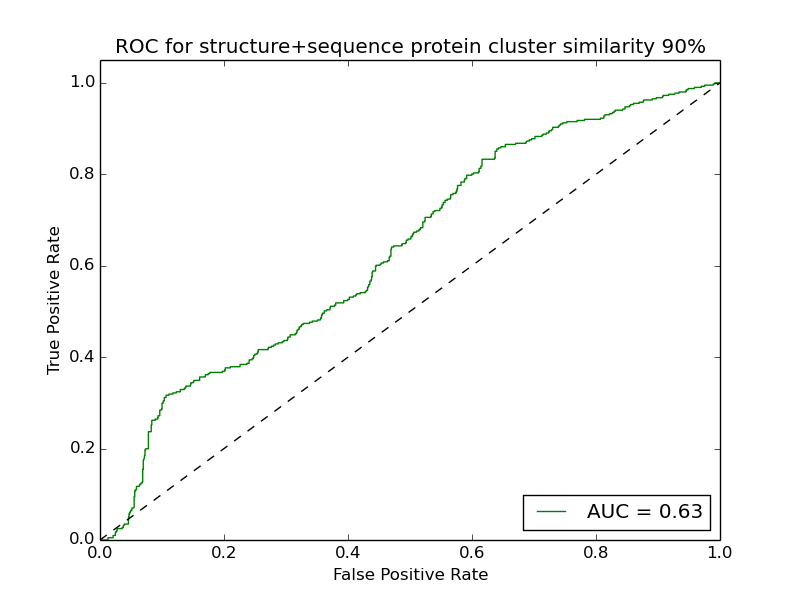 ROC for structure+sequence protein cluster similarity 90%
1.0
0.8
0.6
0.4
0.2
0.0
True Positive Rate
AUC = 0.63
0.0 0.2 0.4 0.6 0.8 1.0
False Positive Rate